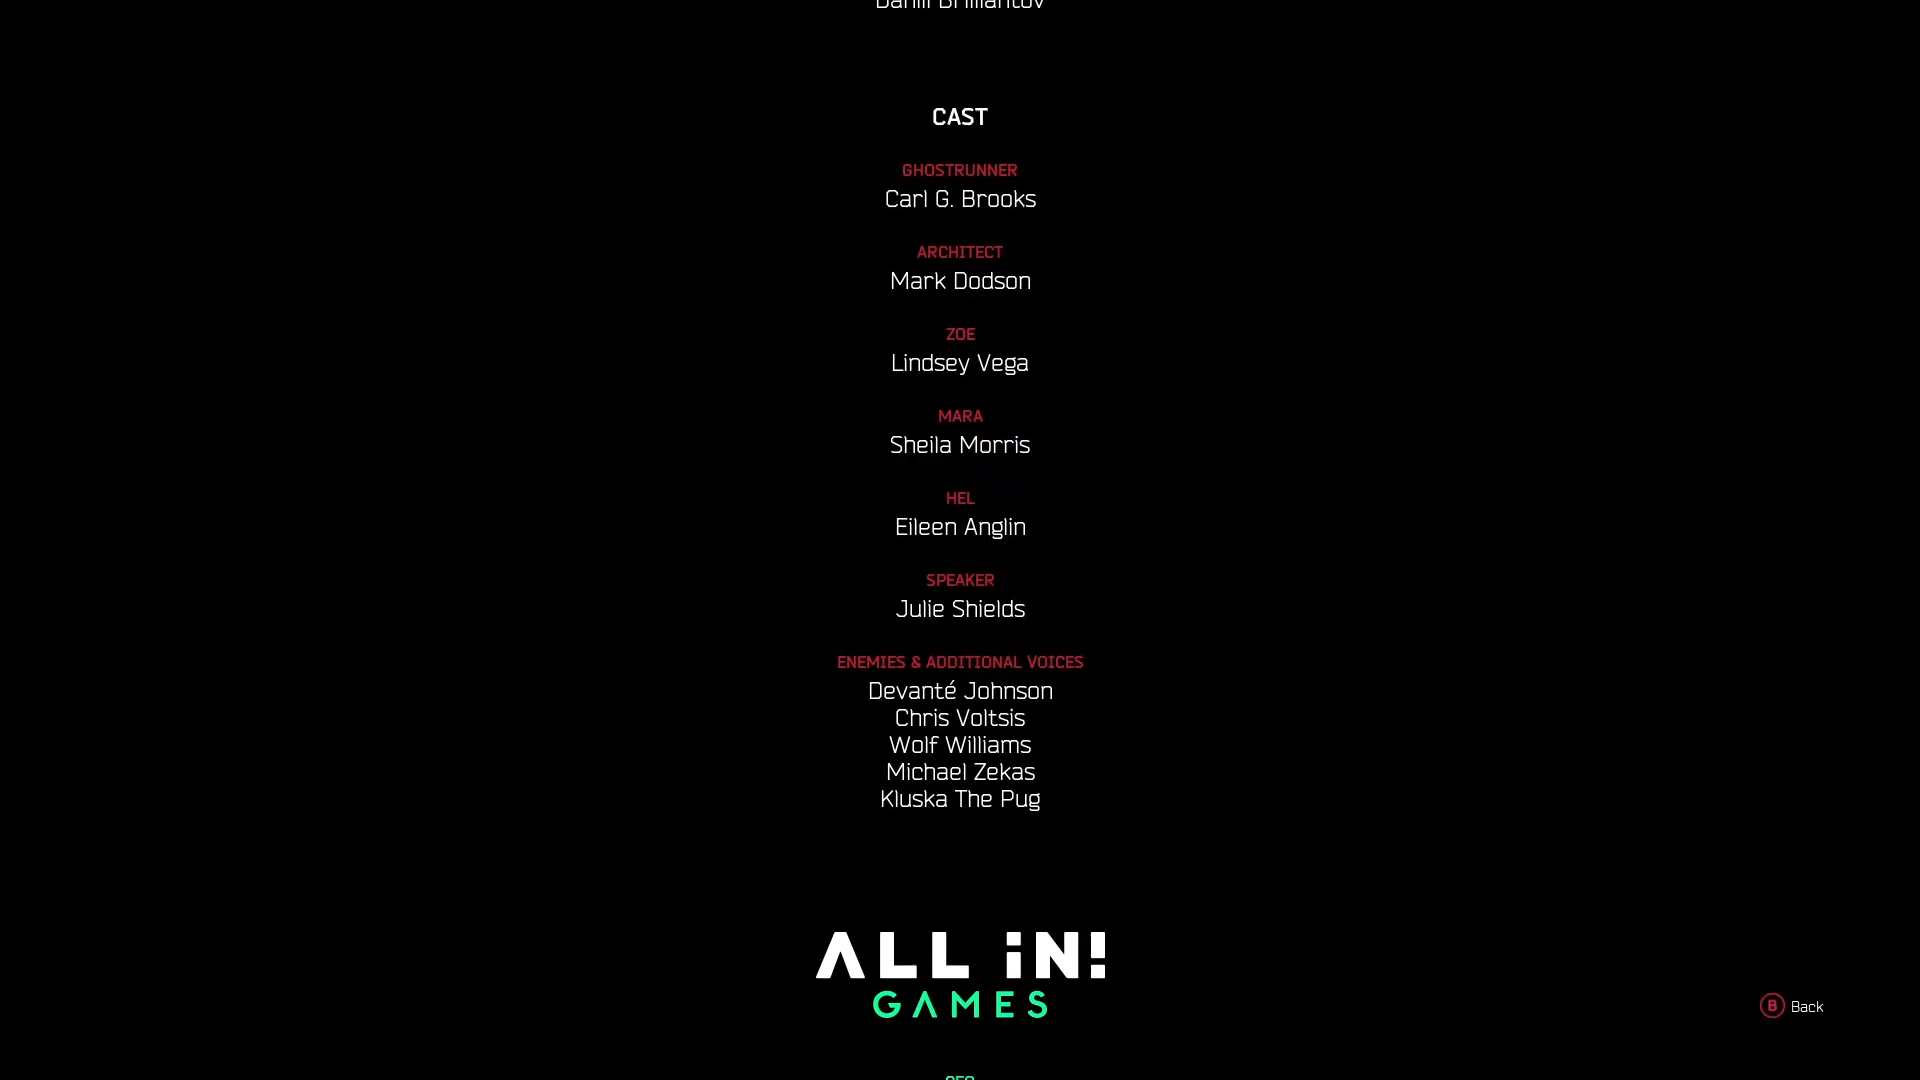 CAST
GHOSTRUNNER
Carl G. Brooks
ARCHITECT
Mark Dodson
ZOE
Lindsey Vega
MARA
Sheila Morris
HEL
Eileen Anglin
SPEAKER
Julie Shields
ENEMIES & ADDITIONAL VOICES
Devanté Johnson
Chris Voltsis
Wolf Williams
Michael Zekas
Kluska The Pug
ALL iN!
GAMES
B Back